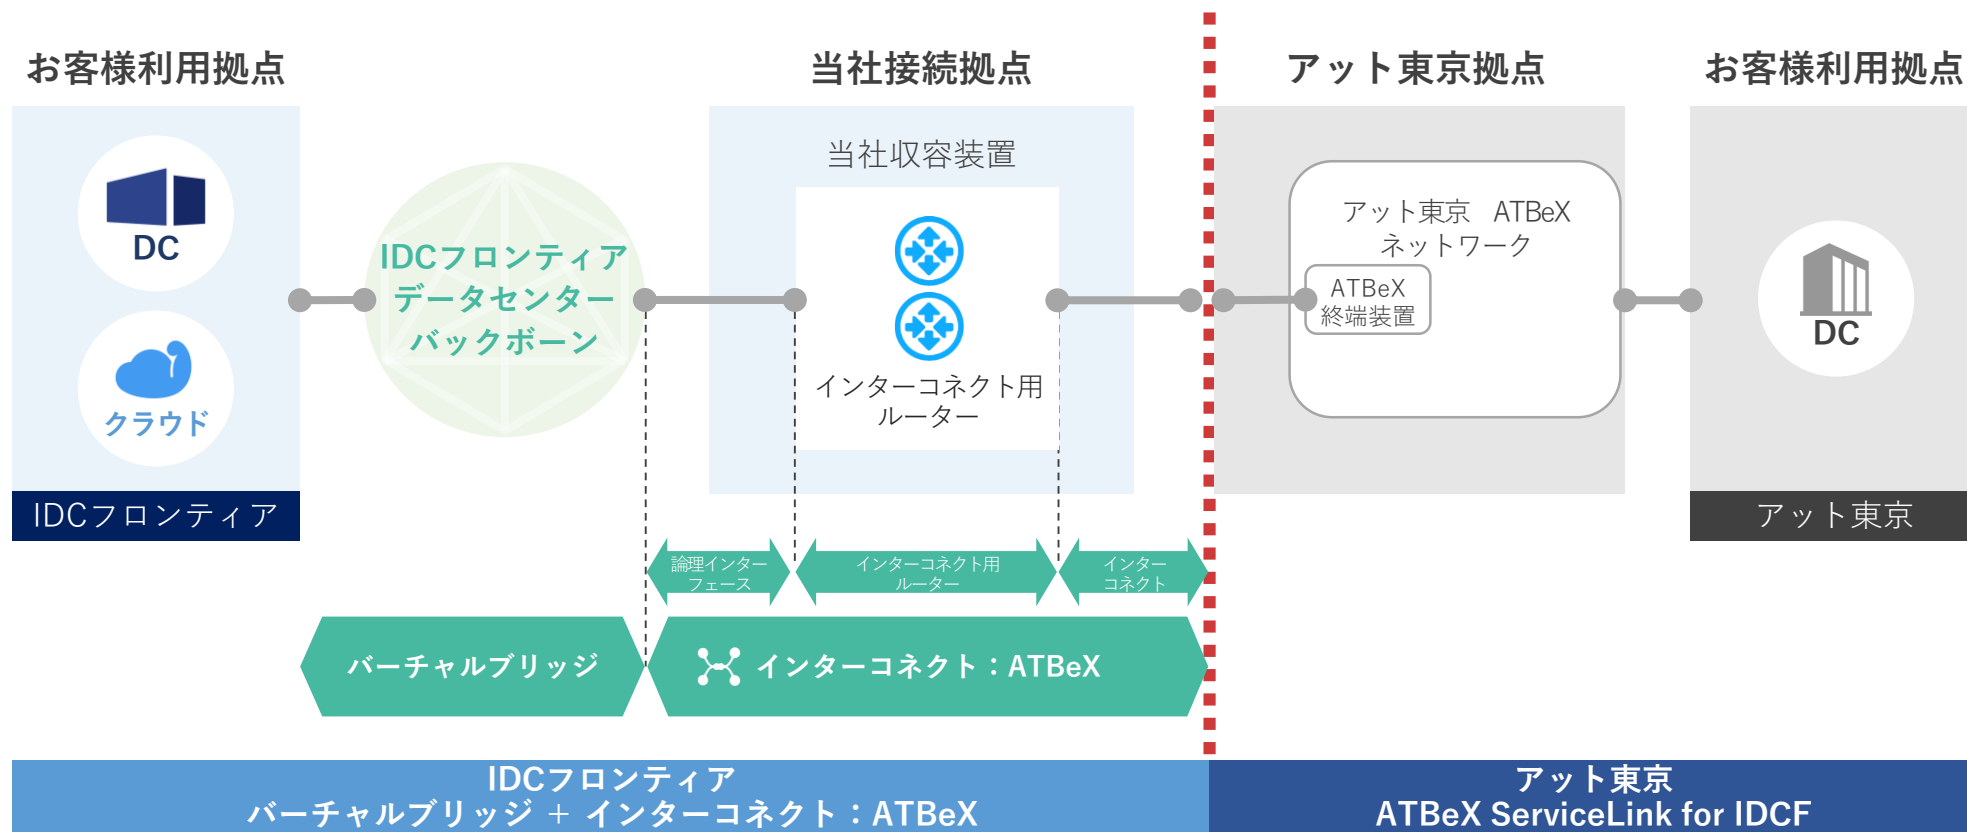 お客様利用拠点
当社接続拠点
アット東京拠点
お客様利用拠点
DC
クラウド
IDCフロンティア
IDCフロンティア
データセンター
バックボーン
当社収容装置
インターコネクト用
ルーター
アット東京　ATBeX
ネットワーク
ATBeX
終端装置
DC
アット東京
論理インター
フェース
インターコネクト用
ルーター
インター
コネクト
バーチャルブリッジ
インターコネクト：ATBeX
IDCフロンティア
バーチャルブリッジ ＋ インターコネクト：ATBeX
アット東京
ATBeX ServiceLink for IDCF